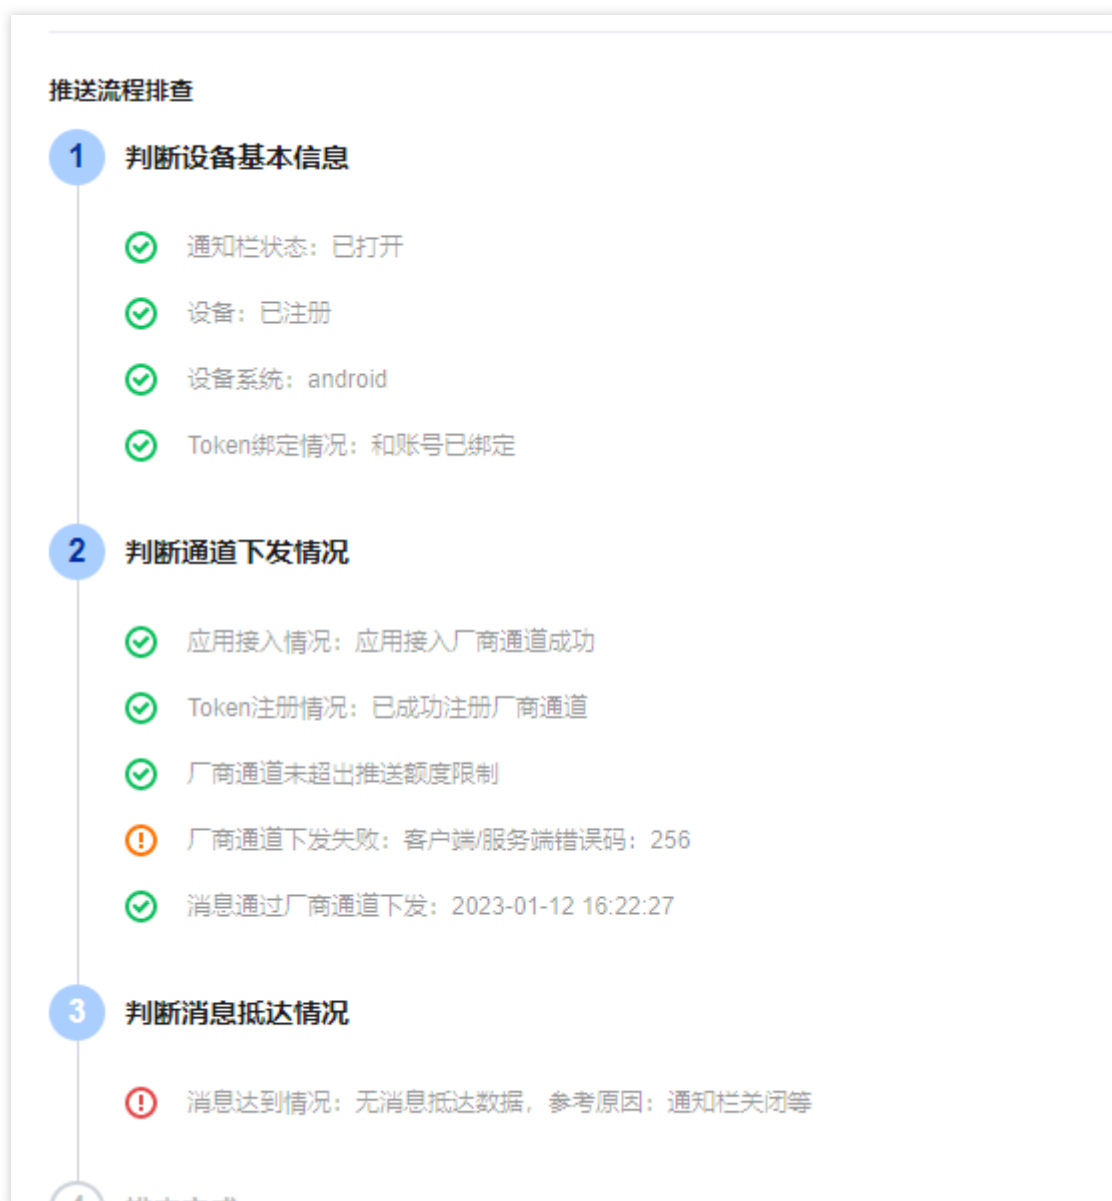 推送流程排查
1 判断设备基本信息
通知栏状态：已打开
设备：已注册
设备系统：android
Token绑定情况：和账号已绑定
2 判断通道下发情况
应用接入情况：应用接入厂商通道成功
Token注册情况：已成功注册厂商通道
厂商通道未超出推送额度限制
厂商通道下发失败：客户端/服务端错误码：256
消息通过厂商通道下发：2023-01-12 16:22:27
3 判断消息抵达情况
消息达到情况：无消息抵达数据，参考原因：通知栏关闭等